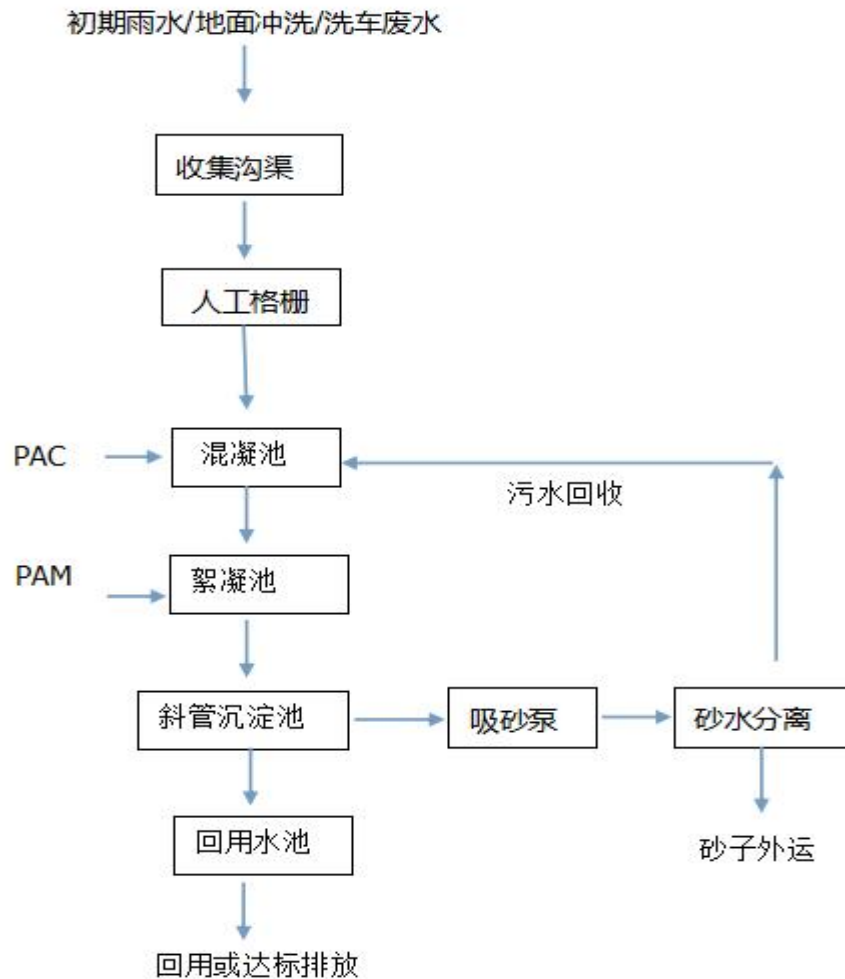 初期雨水/地面冲洗/洗车废水
收集沟渠
人工格栅
PAC
混凝池
污水回收
PAM
絮凝池
斜管沉淀池
吸砂泵
砂水分离
回用水池
砂子外运
回用或达标排放